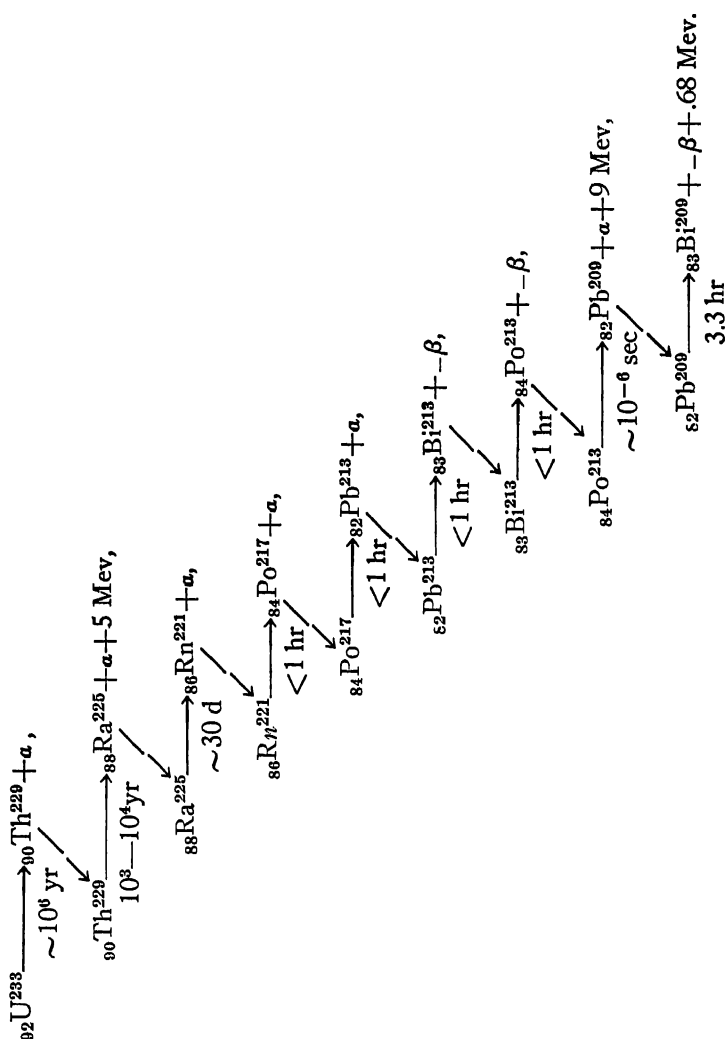 ₉₂U²³³ ⟶ ₉₀Th²²⁹+α,
∼10⁶ yr
₉₀Th²²⁹ ⟶ ₈₈Ra²²⁵+α+5 Mev,
10³—10⁴yr
₈₈Ra²²⁵ ⟶ ₈₆Rn²²¹+α,
∼30 d
₈₆Rn²²¹ ⟶ ₈₄Po²¹⁷+α,
<1 hr
₈₄Po²¹⁷ ⟶ ₈₂Pb²¹³+α,
<1 hr
₈₂Pb²¹³ ⟶ ₈₃Bi²¹³+₋β,
<1 hr
₈₃Bi²¹³ ⟶ ₈₄Po²¹³+₋β,
<1 hr
₈₄Po²¹³ ⟶ ₈₂Pb²⁰⁹+α+9 Mev,
∼10⁻⁶ sec
₈₂Pb²⁰⁹ ⟶ ₈₃Bi²⁰⁹+₋β+.68 Mev.
3.3 hr